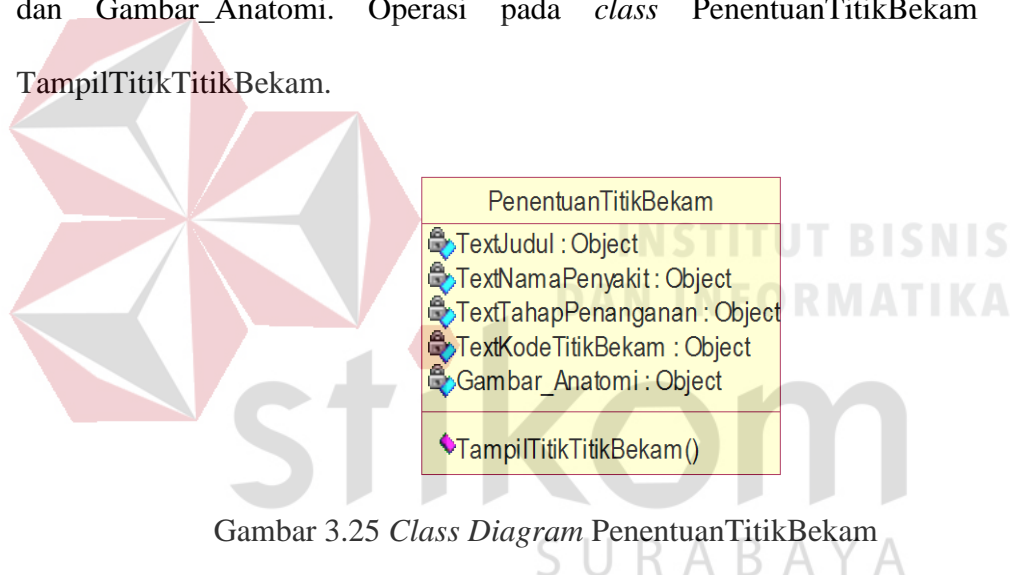 dan Gambar_Anatomi. Operasi pada class PenentuanTitikBekam
TampilTitikTitikBekam.
PenentuanTitikBekam
TextJudul : Object
TextNamaPenyakit : Object
TextTahapPenanganan : Object
TextKodeTitikBekam : Object
Gambar_Anatomi : Object
TampilTitikTitikBekam()
INSTITUT BISNIS
DAN INFORMATIKA
stikom
SURABAYA
Gambar 3.25 Class Diagram PenentuanTitikBekam